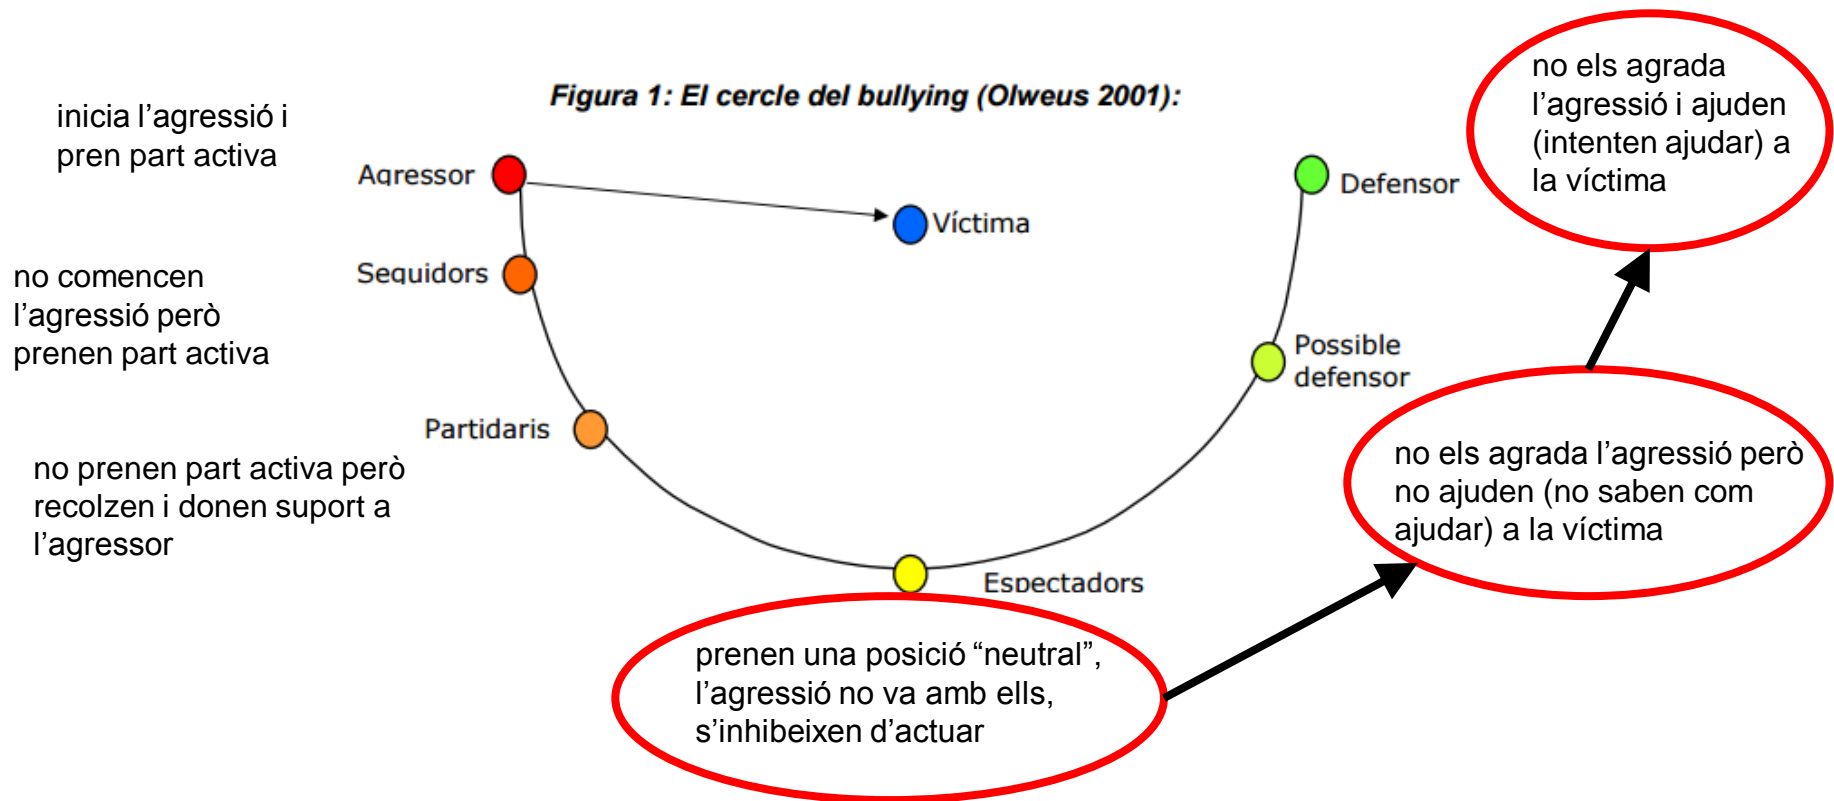 Figura 1: El cercle del bullying (Olweus 2001):
inicia l’agressió i
pren part activa
Agressor
Víctima
Defensor
no els agrada
l’agressió i ajuden
(intenten ajudar) a
la víctima
Seguidors
no comencen
l’agressió però
prenen part activa
Possible
defensor
Partidaris
no prenen part activa però
recolzen i donen suport a
l’agressor
no els agrada l’agressió però
no ajuden (no saben com
ajudar) a la víctima
Espectadors
prenen una posició “neutral”,
l’agressió no va amb ells,
s’inhibeixen d’actuar